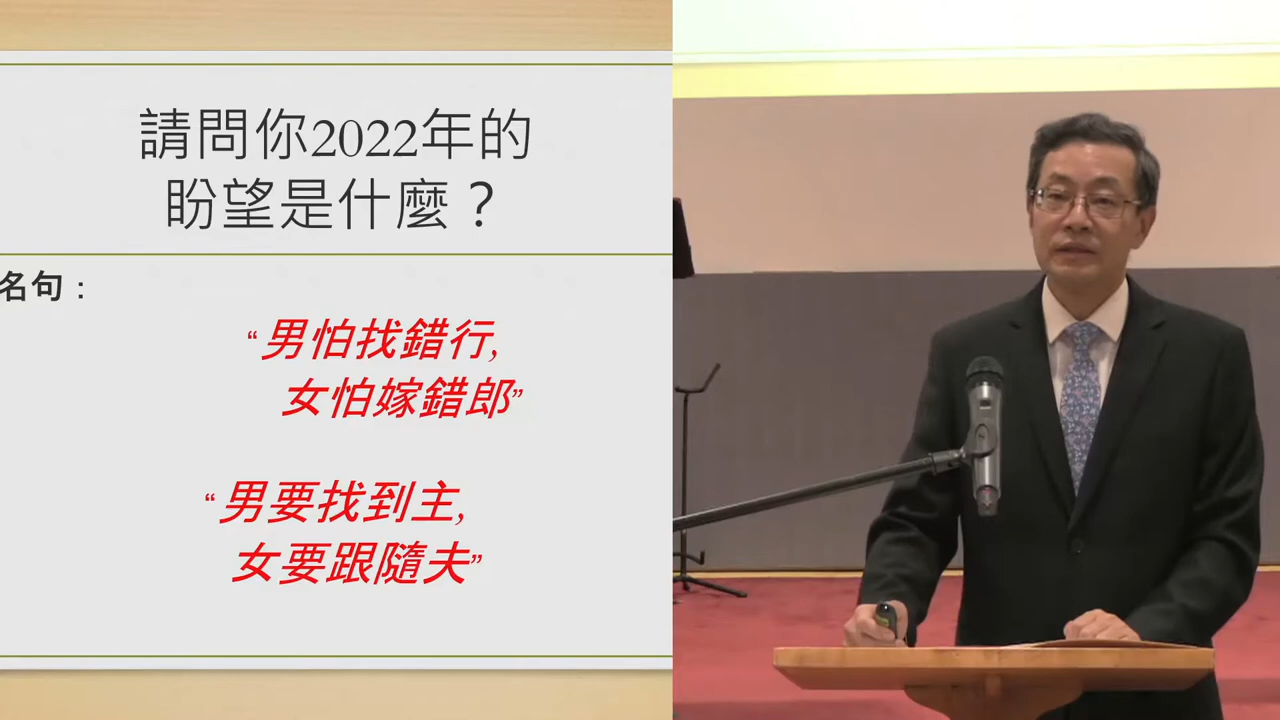 請問你2022年的
盼望是什麼？
名句：
“男怕找錯行,
女怕嫁錯郎”
“男要找到主,
女要跟隨夫”